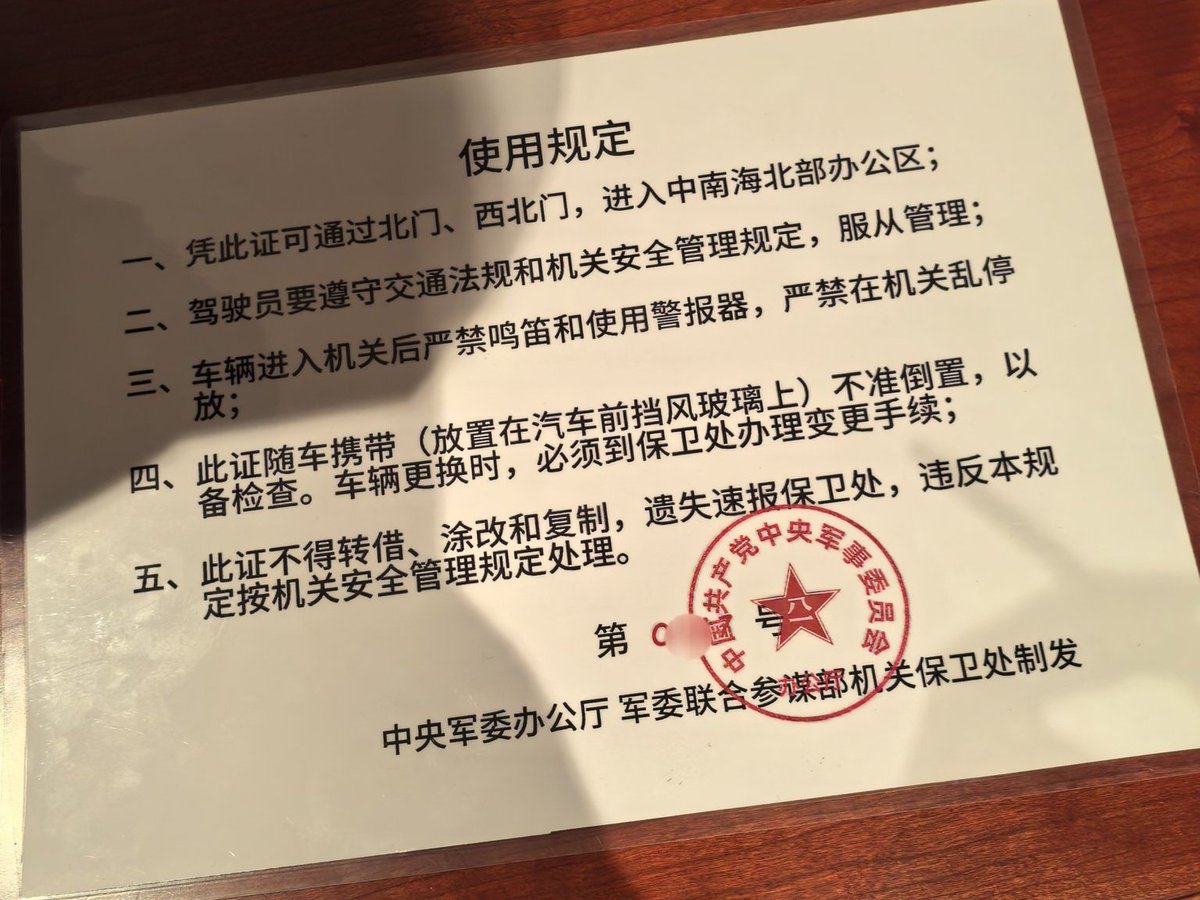 使用规定
一、凭此证可通过北门、西北门，进入中南海北部办公区；
二、驾驶员要遵守交通法规和机关安全管理规定，服从管理；
三、车辆进入机关后严禁鸣笛和使用警报器，严禁在机关乱停
放；
四、此证随车携带（放置在汽车前挡风玻璃上）不准倒置，以
备检查。车辆更换时，必须到保卫处办理变更手续；
五、此证不得转借、涂改和复制，遗失速报保卫处，违反本规
定按机关安全管理规定处理。
第 号
中国共产党中央军事委员会
八一
办公厅
中央军委办公厅 军委联合参谋部机关保卫处制发